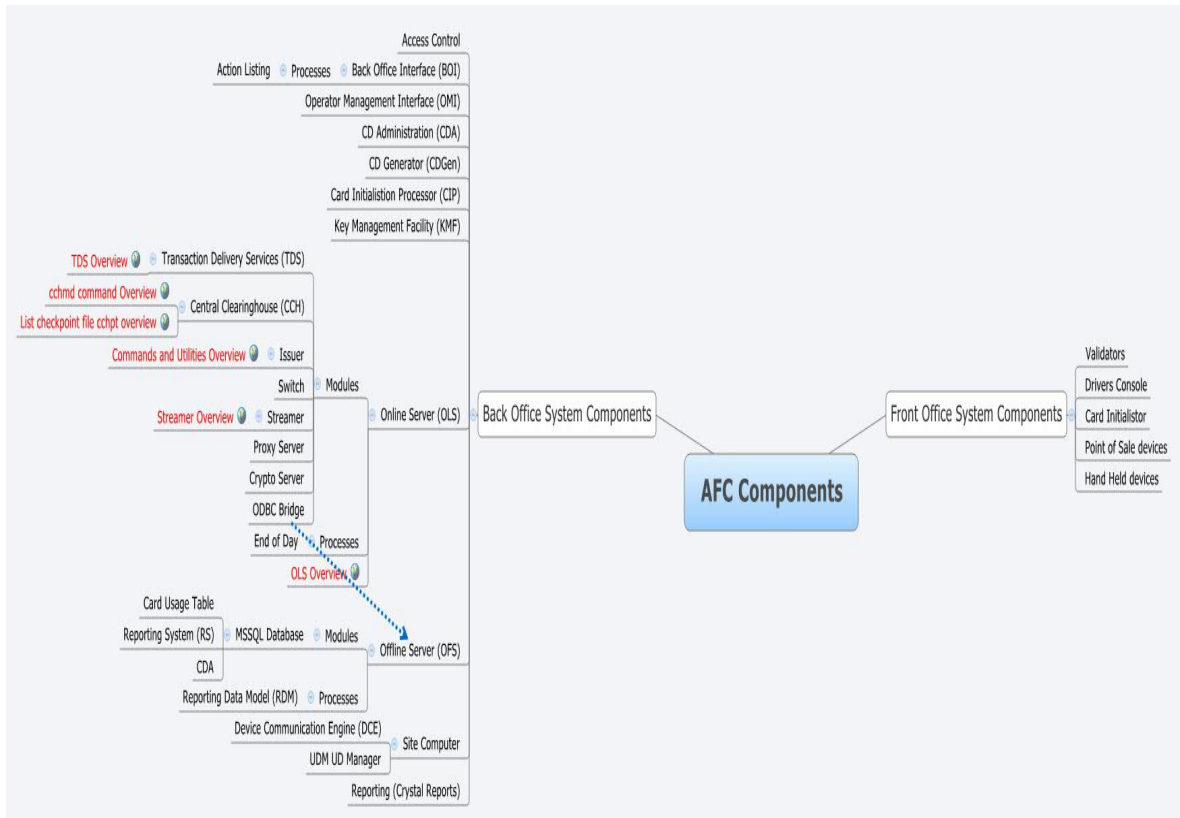 Access Control
Action Listing
Processes
Back Office Interface (BOI)
Operator Management Interface (OMI)
CD Administration (CDA)
CD Generator (CDGen)
Card Initialistion Processor (CIP)
Key Management Facility (KMF)
TDS Overview
Transaction Delivery Services (TDS)
cchmd command Overview
List checkpoint file cchpt overview
Central Clearinghouse (CCH)
Commands and Utilities Overview
Issuer
Switch
Modules
Streamer Overview
Streamer
Proxy Server
Crypto Server
ODBC Bridge
End of Day
Processes
OLS Overview
Online Server (OLS)
Card Usage Table
Reporting System (RS)
CDA
MSSQL Database
Modules
Offline Server (OFS)
Reporting Data Model (RDM)
Processes
Device Communication Engine (DCE)
UDM UD Manager
Site Computer
Reporting (Crystal Reports)
Back Office System Components
AFC Components
Front Office System Components
Validators
Drivers Console
Card Initialistor
Point of Sale devices
Hand Held devices